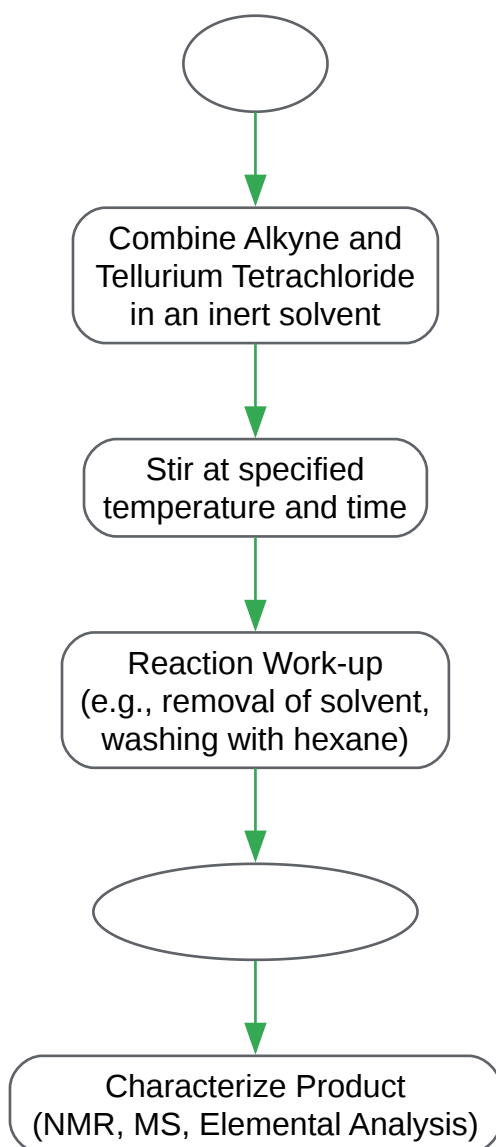 Combine Alkyne and
Tellurium Tetrachloride
in an inert solvent
Stir at specified
temperature and time
Reaction Work-up
(e.g., removal of solvent,
washing with hexane)
Characterize Product
(NMR, MS, Elemental Analysis)